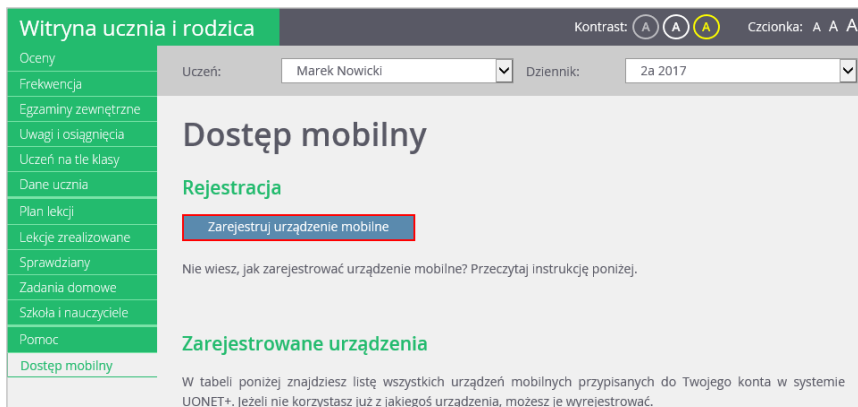 Witryna ucznia i rodzica
Kontrast: A A A Czcionka: A A A
Oceny
Frekwencja
Egzaminy zewnętrzne
Uwagi i osiągnięcia
Uczeń na tle klasy
Dane ucznia
Plan lekcji
Lekcje zrealizowane
Sprawdziany
Zadania domowe
Szkoła i nauczyciele
Pomoc
Dostęp mobilny
Uczeń: Marek Nowicki Dziennik: 2a 2017
Dostęp mobilny
Rejestracja
Zarejestruj urządzenie mobilne
Nie wiesz, jak zarejestrować urządzenie mobilne? Przeczytaj instrukcję poniżej.
Zarejestrowane urządzenia
W tabeli poniżej znajdziesz listę wszystkich urządzeń mobilnych przypisanych do Twojego konta w systemie
UONET+. Jeżeli nie korzystasz już z jakiegoś urządzenia, możesz je wyrejestrować.